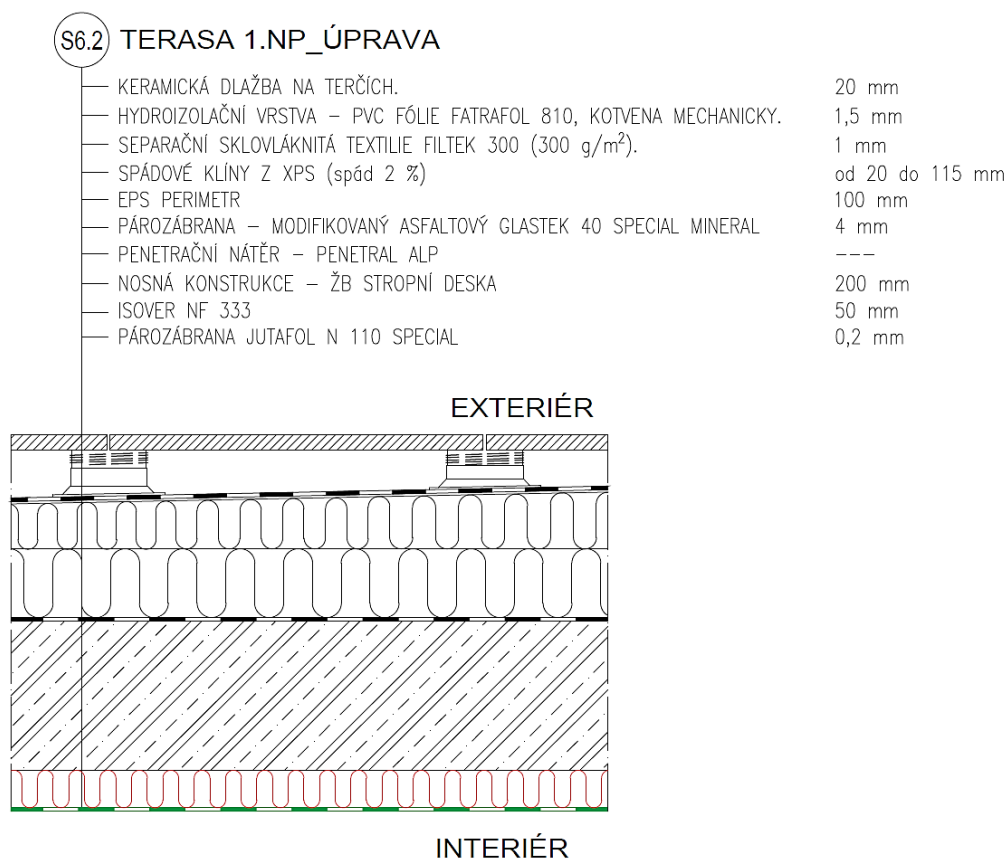 S6.2 TERASA 1.NP_ÚPRAVA
KERAMICKÁ DLAŽBA NA TERČÍCH. 20 mm
HYDROIZOLAČNÍ VRSTVA – PVC FÓLIE FATRAFOL 810, KOTVENA MECHANICKY. 1,5 mm
SEPARAČNÍ SKLOVLÁKNITÁ TEXTILIE FILTEK 300 (300 g/m²). 1 mm
SPÁDOVÉ KLÍNY Z XPS (spád 2 %) od 20 do 115 mm
EPS PERIMETR 100 mm
PÁROZÁBRANA – MODIFIKOVANÝ ASFALTOVÝ GLASTEK 40 SPECIAL MINERAL 4 mm
PENETRAČNÍ NÁTĚR – PENETRAL ALP ---
NOSNÁ KONSTRUKCE – ŽB STROPNÍ DESKA 200 mm
ISOVER NF 333 50 mm
PÁROZÁBRANA JUTAFOL N 110 SPECIAL 0,2 mm
EXTERIÉR
INTERIÉR